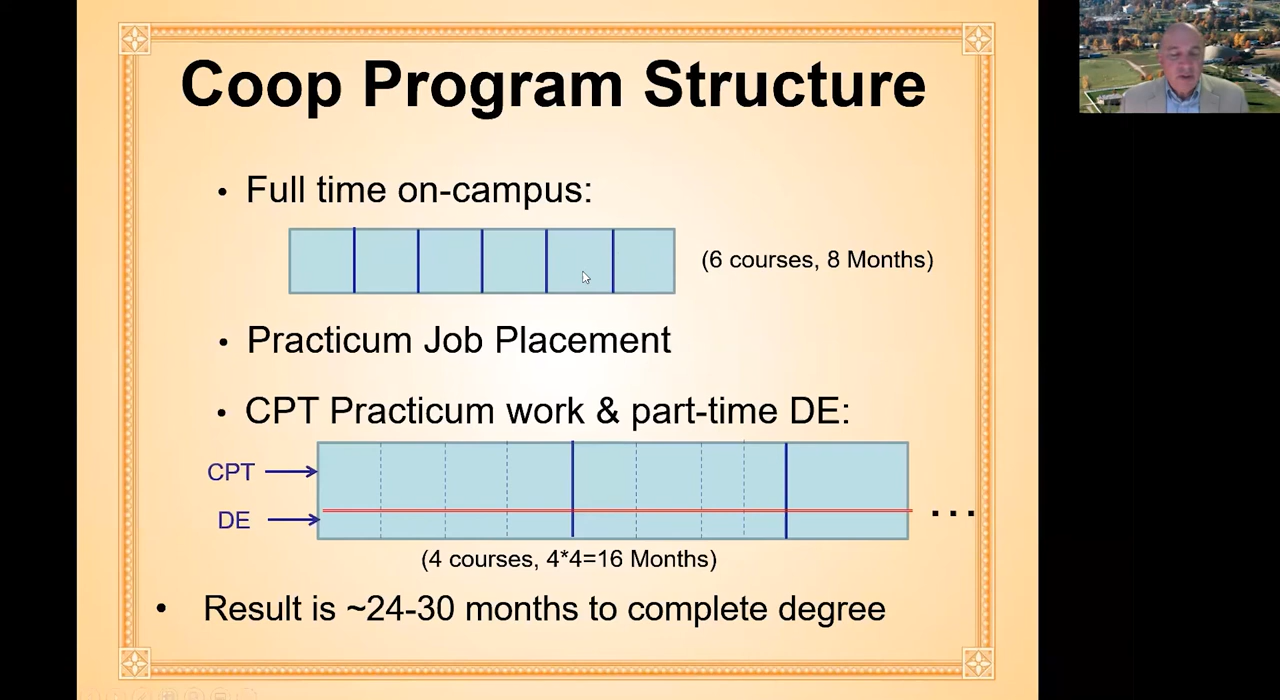 Coop Program Structure
• Full time on-campus:
(6 courses, 8 Months)
• Practicum Job Placement
• CPT Practicum work & part-time DE:
CPT
DE
...
(4 courses, 4*4=16 Months)
• Result is ~24-30 months to complete degree